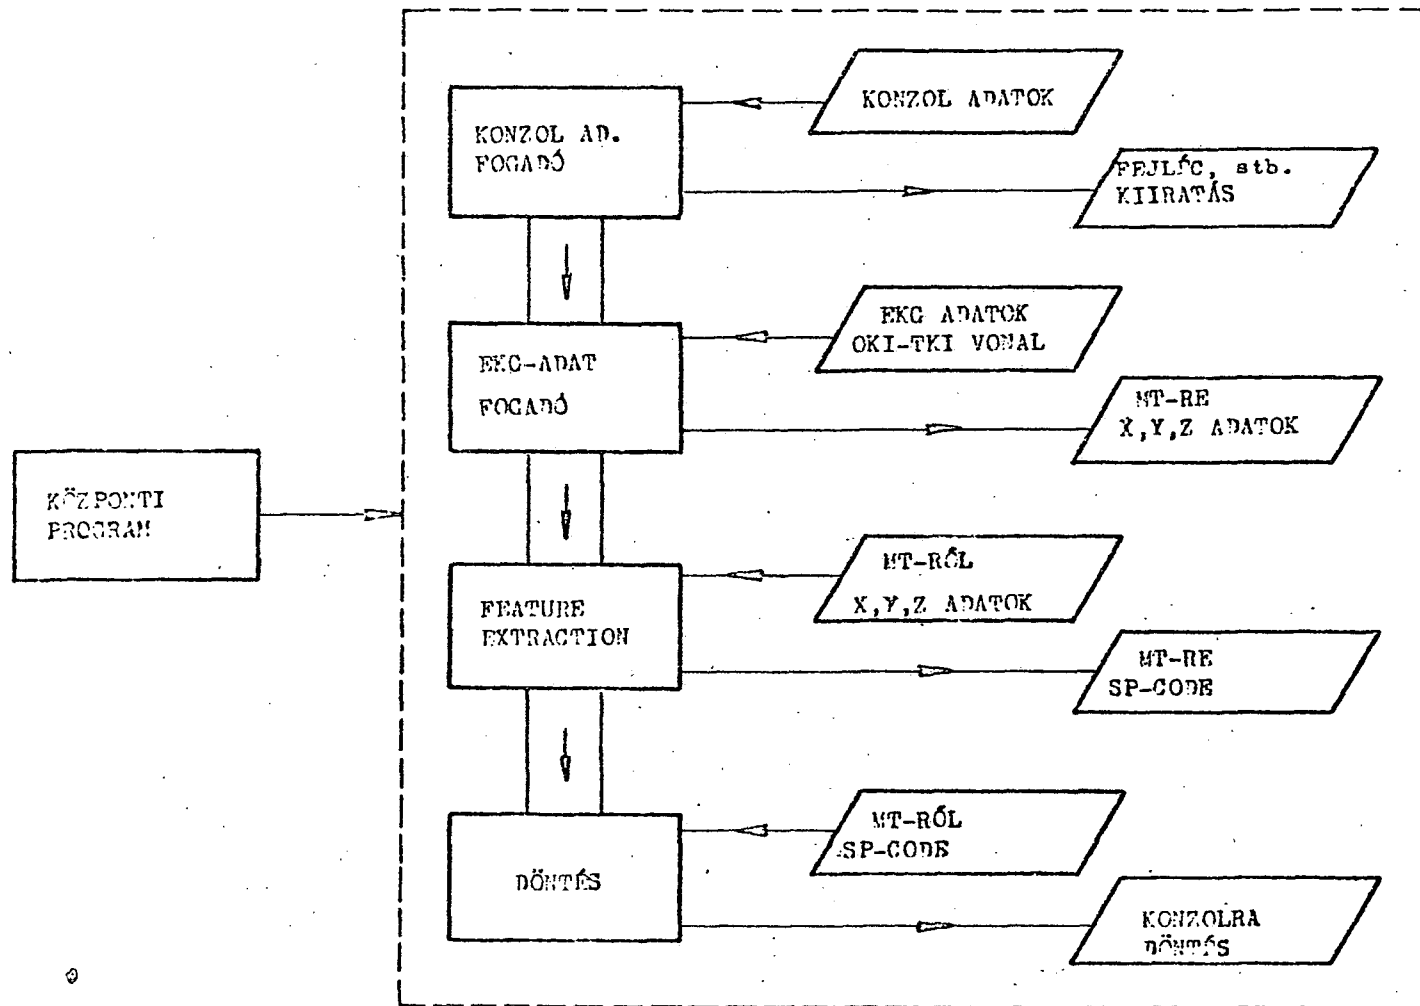 KONZOL ADATOK
KONZOL AD.
FOGADÓ
FEJLÉC, stb.
KIIRATÁS
EKG ADATOK
OKI-TKI VONAL
EKG-ADAT
FOGADÓ
MT-RE
X,Y,Z ADATOK
KÖZPONTI
PROGRAM
MT-RŐL
X,Y,Z ADATOK
FEATURE
EXTRACTION
MT-RE
SP-CODE
MT-RŐL
SP-CODE
DÖNTÉS
KONZOLRA
DÖNTÉS